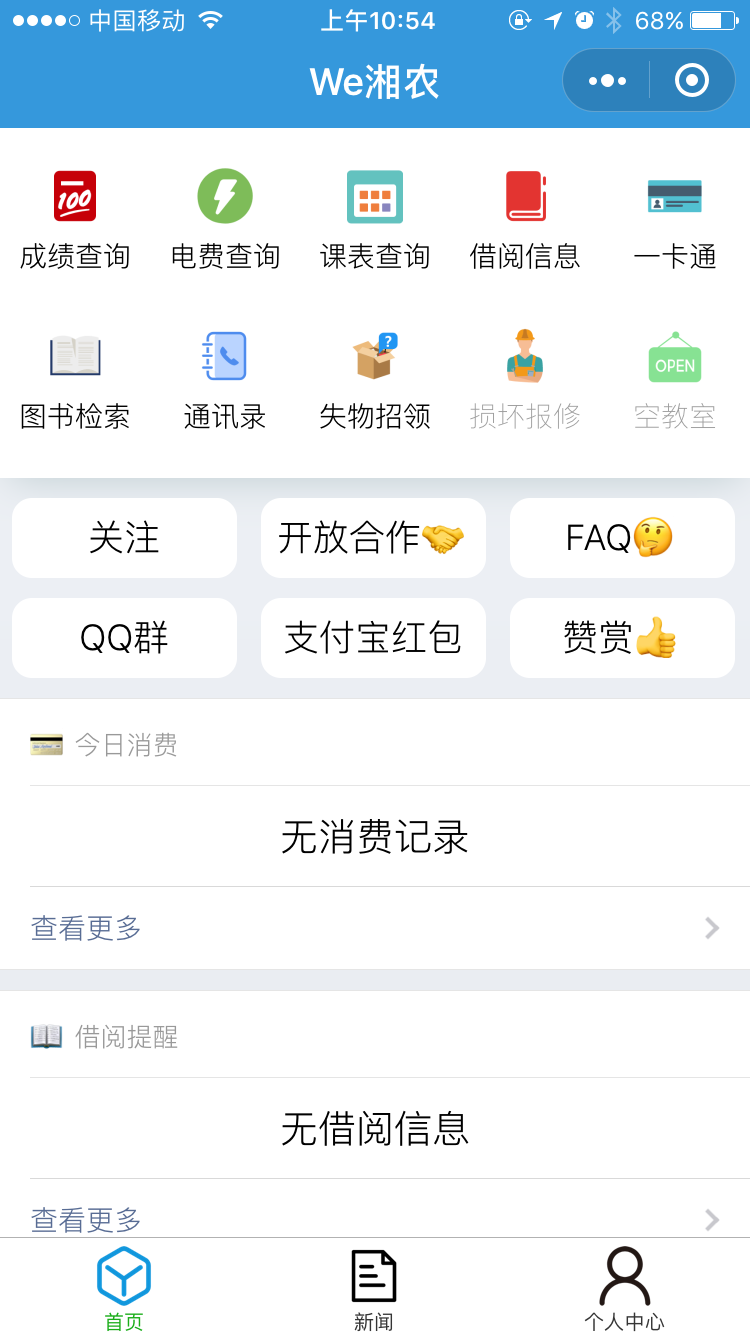 中国移动 上午10:54 68%
We湘农
100
成绩查询 电费查询 课表查询 借阅信息 一卡通
? OPEN
图书检索 通讯录 失物招领 损坏报修 空教室
关注 开放合作🤝 FAQ🤔
QQ群 支付宝红包 赞赏👍
今日消费
无消费记录
查看更多
借阅提醒
无借阅信息
查看更多
首页 新闻 个人中心